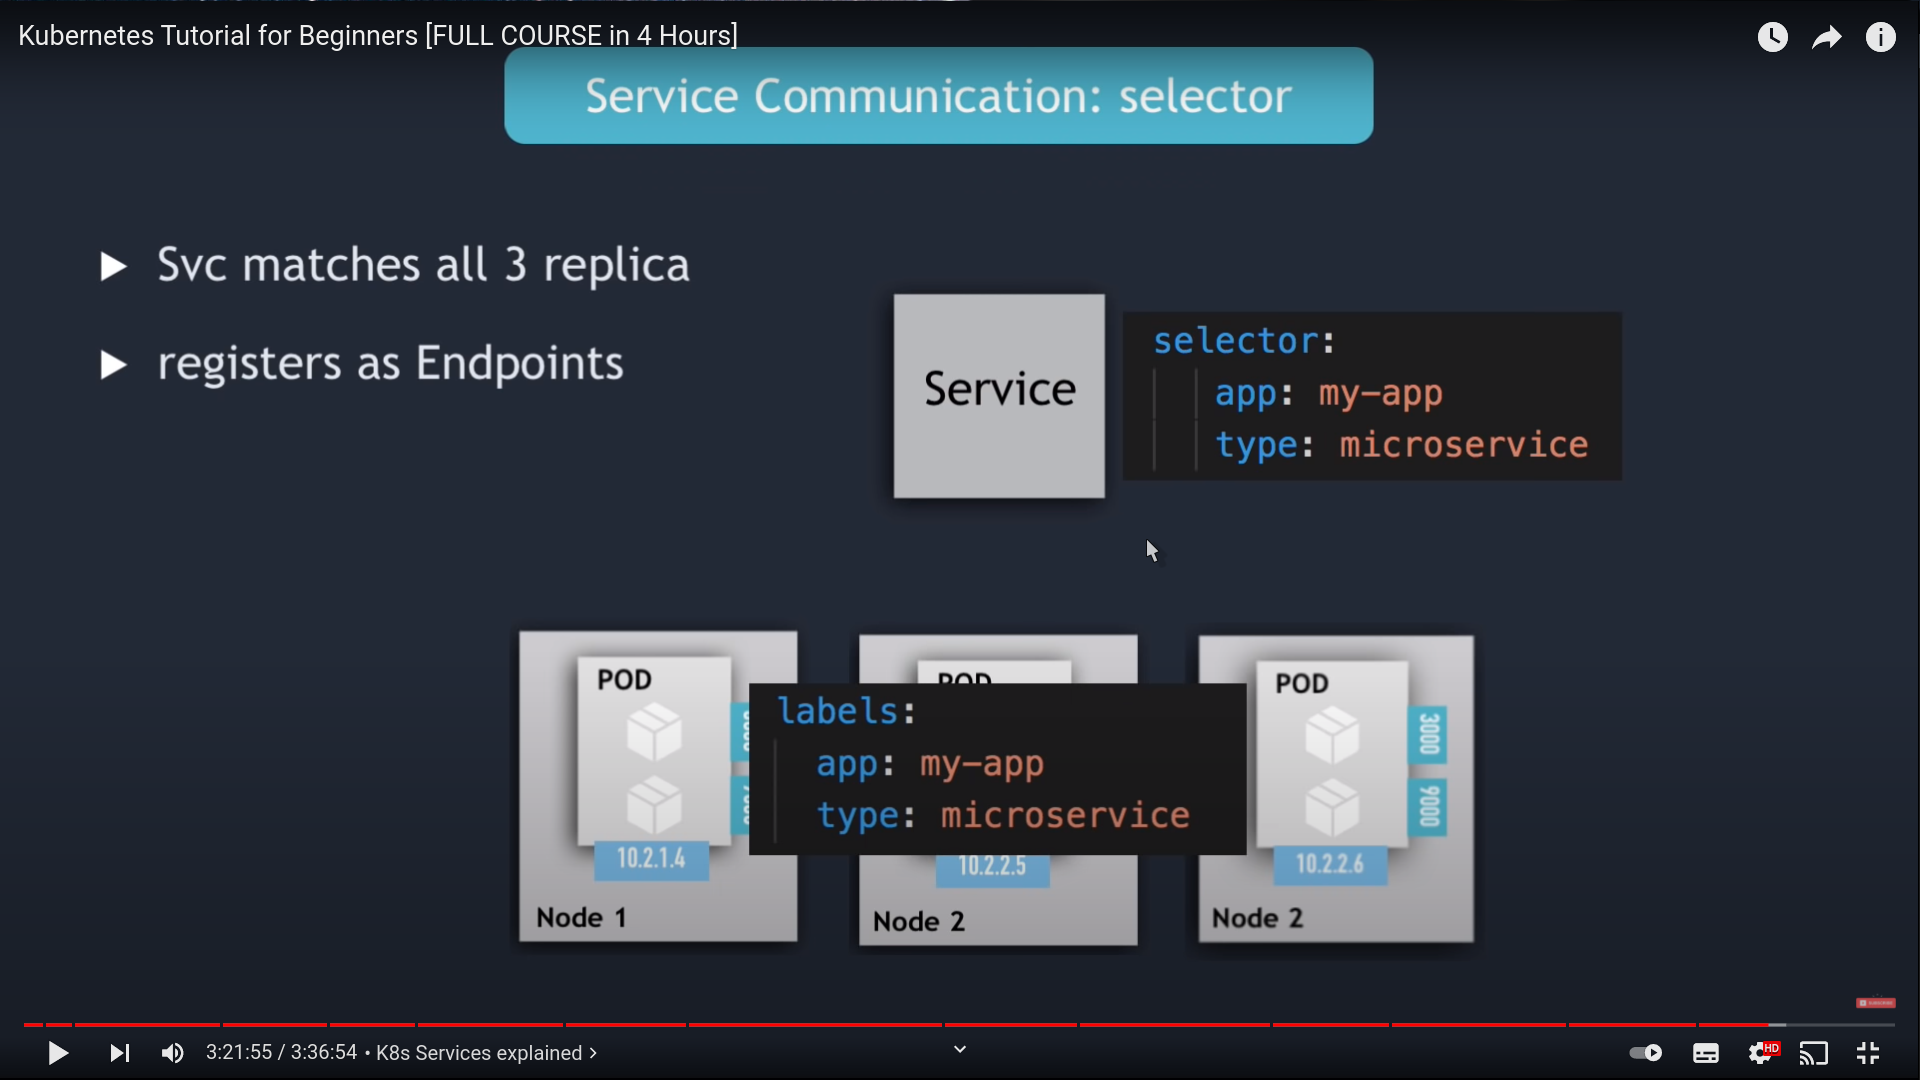 Kubernetes Tutorial for Beginners [FULL COURSE in 4 Hours]
Service Communication: selector
Svc matches all 3 replica
registers as Endpoints
Service
selector:
app: my-app
type: microservice
POD
POD
POD
labels:
app: my-app
type: microservice
3000
9000
10.2.1.4
10.2.2.5
10.2.2.6
Node 1
Node 2
Node 2
3:21:55 / 3:36:54 • K8s Services explained
HD